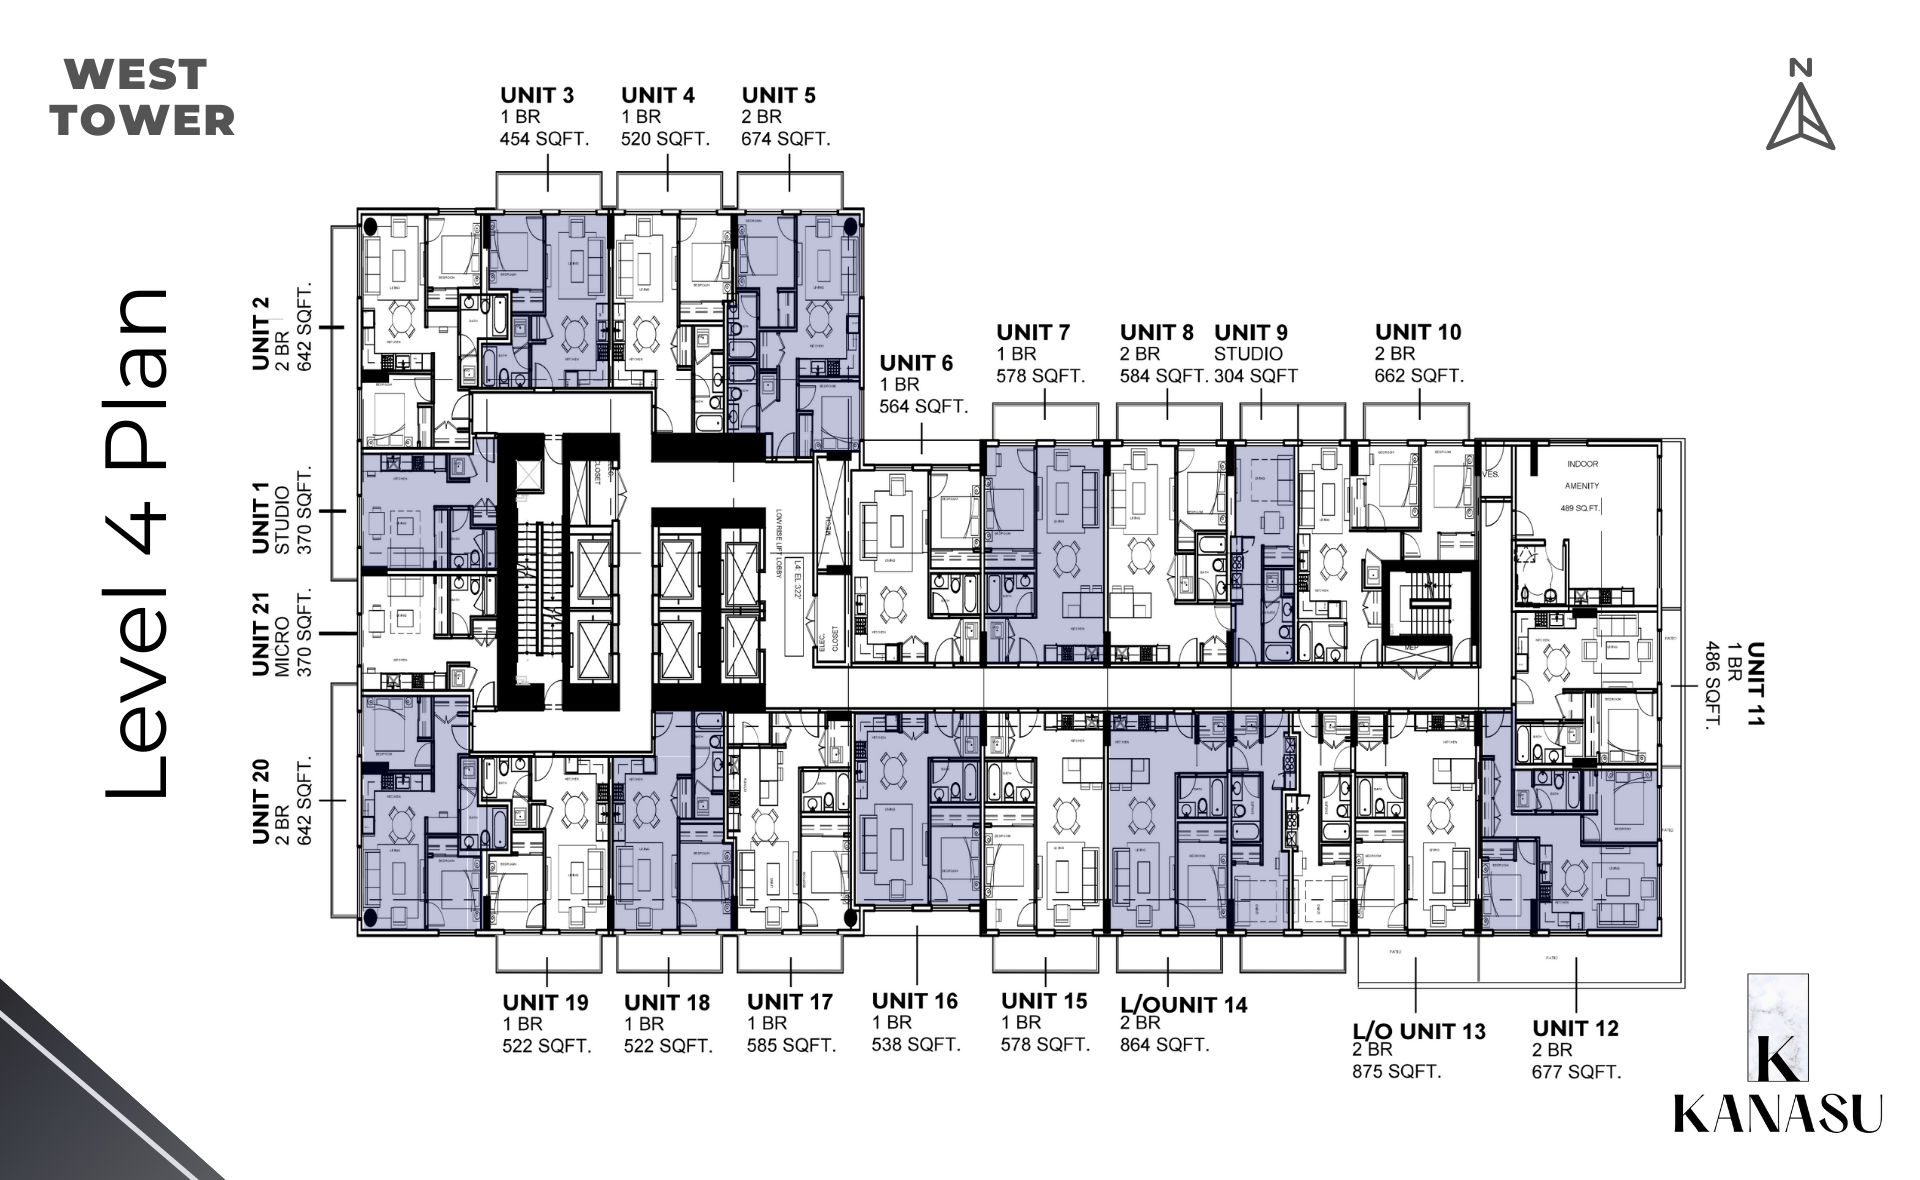 WEST
TOWER
N
Level 4 Plan
UNIT 3
1 BR
454 SQFT.
UNIT 4
1 BR
520 SQFT.
UNIT 5
2 BR
674 SQFT.
UNIT 2
2 BR
642 SQFT.
UNIT 1
STUDIO
370 SQFT.
UNIT 21
MICRO
370 SQFT.
UNIT 20
2 BR
642 SQFT.
UNIT 6
1 BR
564 SQFT.
UNIT 7
1 BR
578 SQFT.
UNIT 8
2 BR
584 SQFT.
UNIT 9
STUDIO
304 SQFT
UNIT 10
2 BR
662 SQFT.
INDOOR
AMENITY
489 SQ.FT.
VES.
MECH.
LOW RISE LIFT LOBBY
L4: EL 322'
ELEC.
CLOSET
MEP
UNIT 11
1 BR
486 SQFT.
UNIT 19
1 BR
522 SQFT.
UNIT 18
1 BR
522 SQFT.
UNIT 17
1 BR
585 SQFT.
UNIT 16
1 BR
538 SQFT.
UNIT 15
1 BR
578 SQFT.
L/OUNIT 14
2 BR
864 SQFT.
L/O UNIT 13
2 BR
875 SQFT.
UNIT 12
2 BR
677 SQFT.
PATIO
PATIO
PATIO
PATIO
K
KANASU